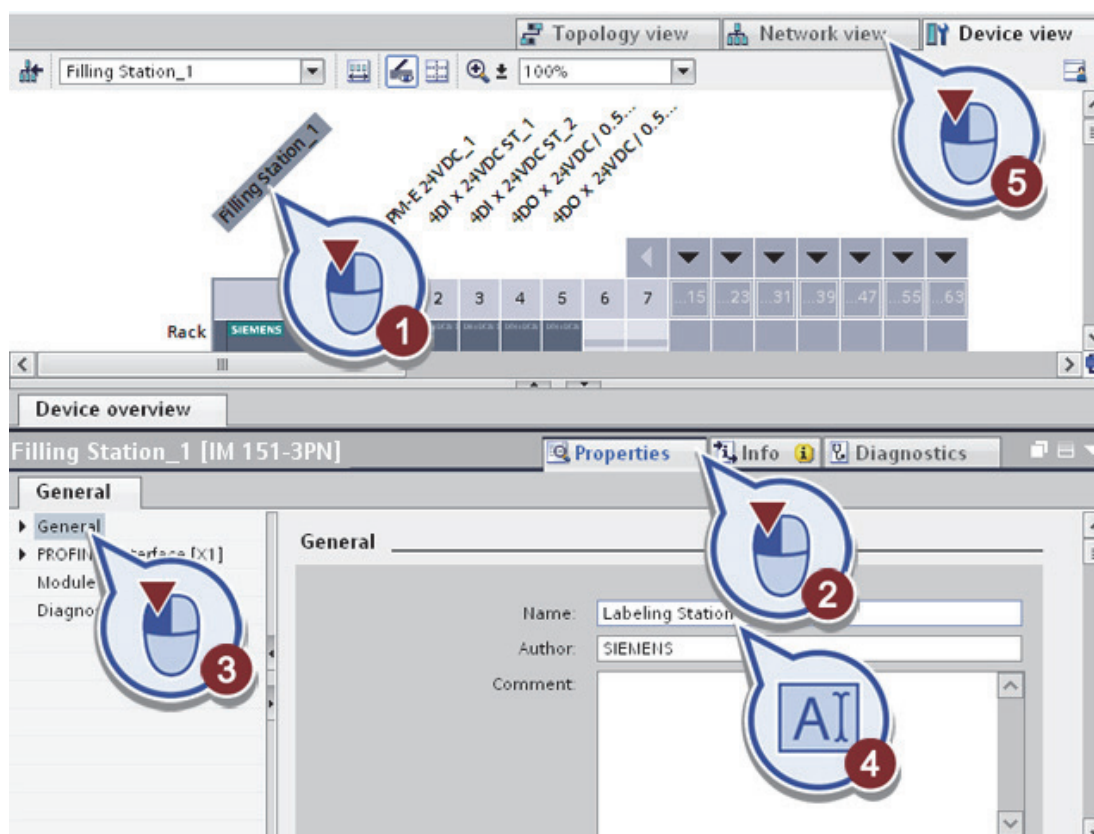 Topology view
Network view
Device view
Filling Station_1
100%
Filling Station_1
PM-E 24VDC_1
4DI X 24VDC ST_1
4DI X 24VDC ST_2
4DO X 24VDC / 0.5...
4DO X 24VDC / 0.5...
5
2 3 4 5 6 7 ...15 ...23 ...31 ...39 ...47 ...55 ...63
Rack
SIEMENS
1
Device overview
Filling Station_1 [IM 151-3PN]
Properties
Info
Diagnostics
General
General
PROFIN erface [X1]
Module
Diagno
General
2
Name: Labeling Station
Author: SIEMENS
Comment:
3
A
4